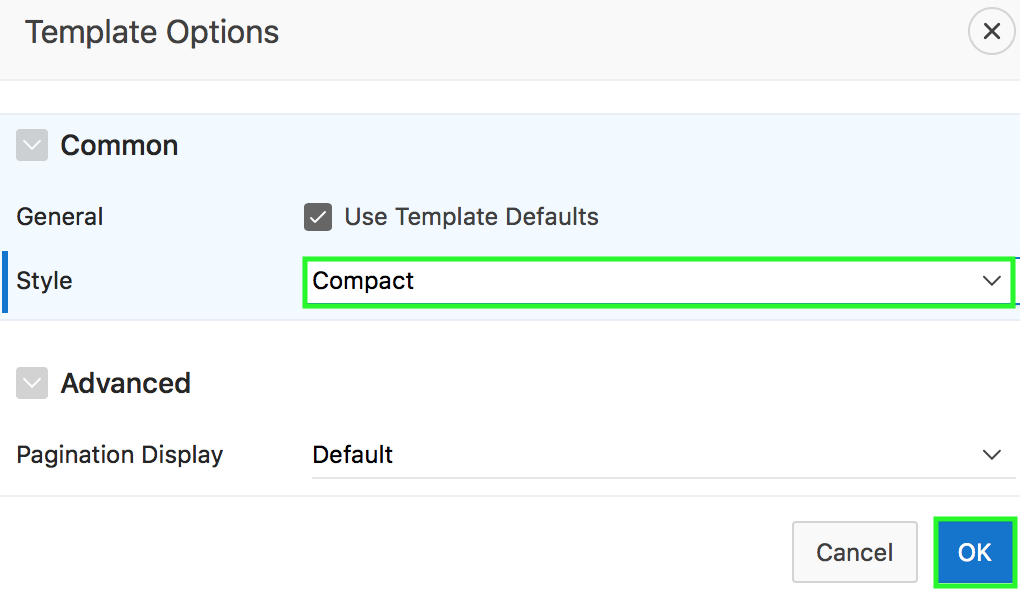 Template Options
Common
General Use Template Defaults
Style Compact
Advanced
Pagination Display Default
Cancel OK